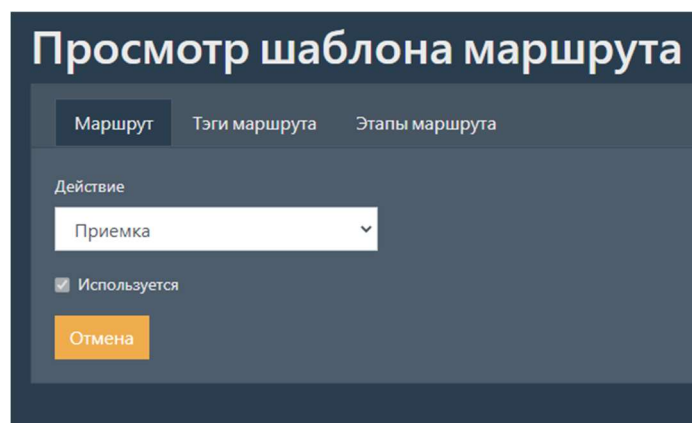 Просмотр шаблона маршрута
Маршрут Тэги маршрута Этапы маршрута
Действие
Приемка
Используется
Отмена